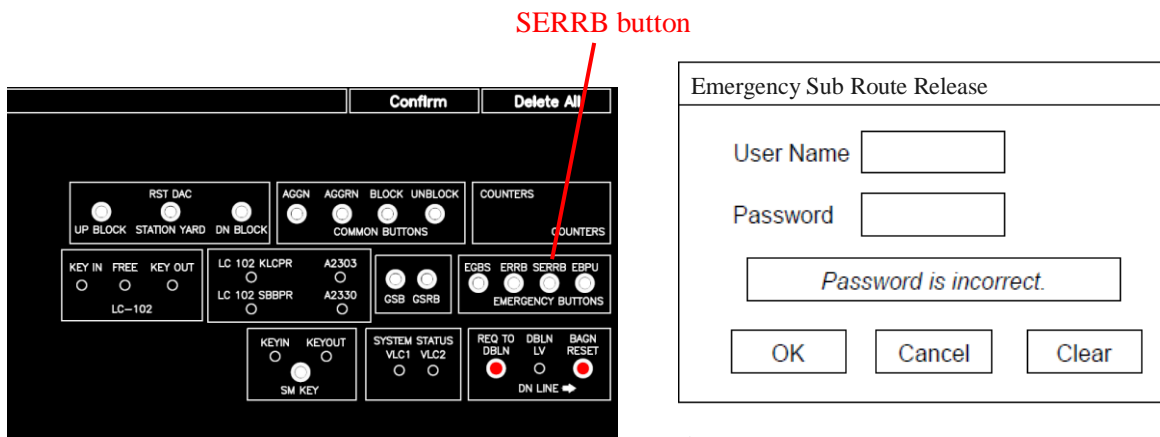 SERRB button
Confirm Delete All
RST DAC
UP BLOCK STATION YARD DN BLOCK
AGGN AGGRN BLOCK UNBLOCK
COMMON BUTTONS
COUNTERS
COUNTERS
KEY IN FREE KEY OUT
LC-102
LC 102 KLCPR A2303
LC 102 SBBPR A2330
GSB GSRB
EGBS ERRB SERRB EBPU
EMERGENCY BUTTONS
KEYIN KEYOUT
SM KEY
SYSTEM STATUS
VLC1 VLC2
REQ TO DBLN BAGN
DBLN LV RESET
DN LINE
Emergency Sub Route Release
User Name
Password
Password is incorrect.
OK Cancel Clear